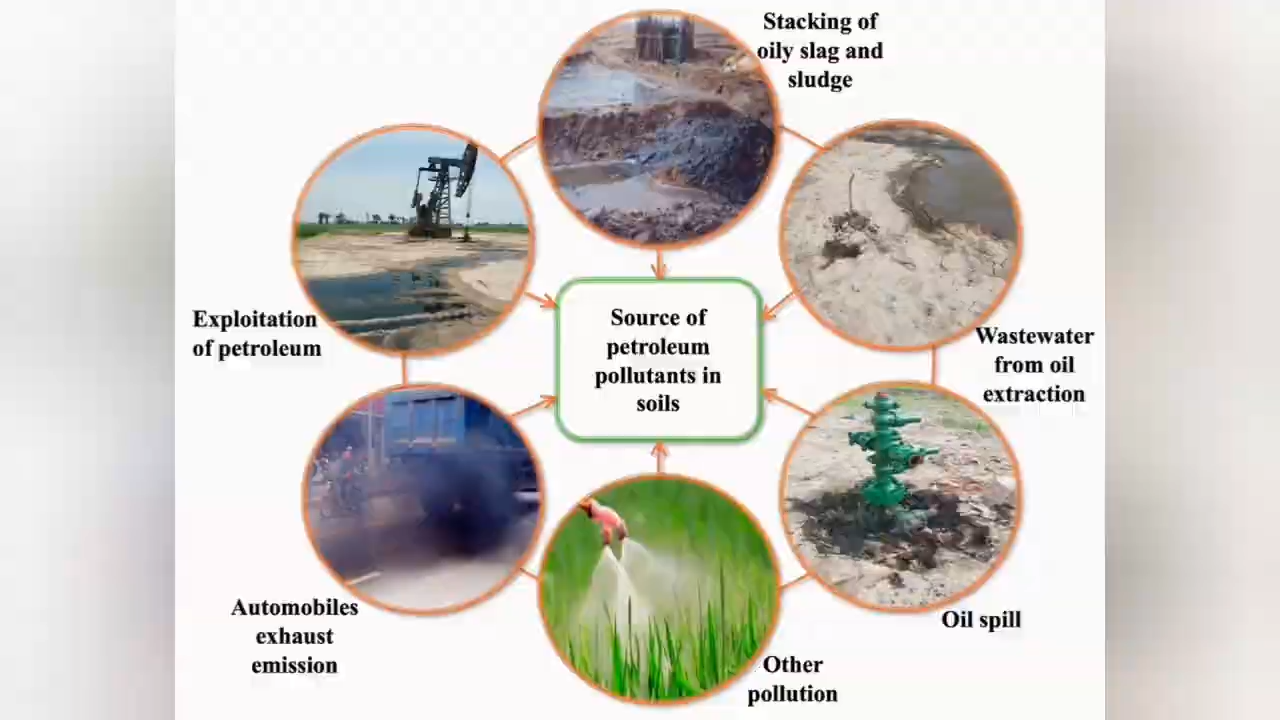 Stacking of
oily slag and
sludge
Exploitation
of petroleum
Source of
petroleum
pollutants in
soils
Wastewater
from oil
extraction
Automobiles
exhaust
emission
Oil spill
Other
pollution